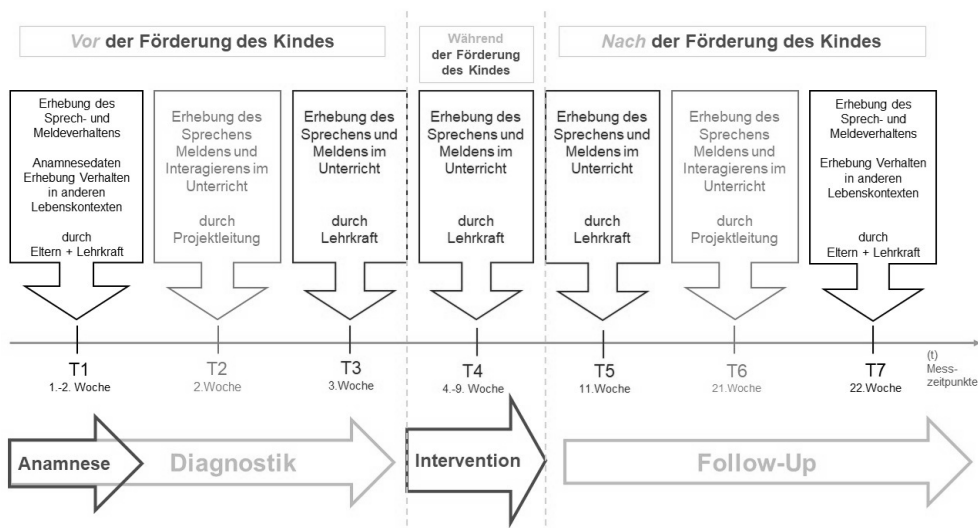 Vor der Förderung des Kindes
Während
der Förderung
des Kindes
Nach der Förderung des Kindes
Erhebung des
Sprech- und
Meldeverhaltens
Anamnesedaten
Erhebung Verhalten
in anderen
Lebenskontexten
durch
Eltern + Lehrkraft
Erhebung des
Sprechens
Meldens und
Interagierens im
Unterricht
durch
Projektleitung
Erhebung des
Sprechens und
Meldens im
Unterricht
durch
Lehrkraft
Erhebung des
Sprechens und
Meldens im
Unterricht
durch
Lehrkraft
Erhebung des
Sprechens und
Meldens im
Unterricht
durch
Lehrkraft
Erhebung des
Sprechens
Meldens und
Interagierens im
Unterricht
durch
Projektleitung
Erhebung des
Sprech- und
Meldeverhaltens
Erhebung Verhalten
in anderen
Lebenskontexten
durch
Eltern + Lehrkraft
T1
1.-2. Woche
T2
2.Woche
T3
3.Woche
T4
4.-9. Woche
T5
11.Woche
T6
21.Woche
T7
22.Woche
(t)
Mess-
zeitpunkte
Anamnese
Diagnostik
Intervention
Follow-Up